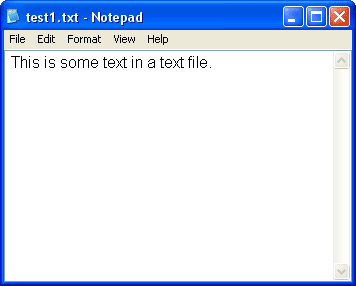 test1.txt - Notepad
File Edit Format View Help
This is some text in a text file.